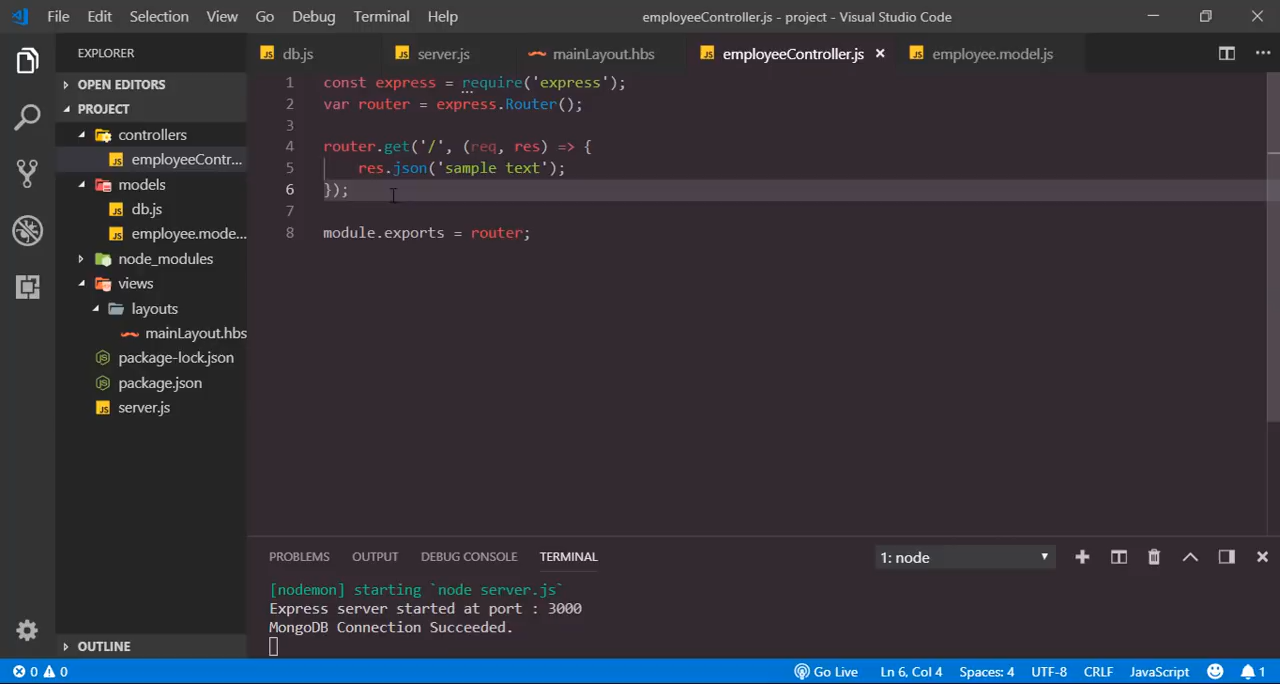 File Edit Selection View Go Debug Terminal Help employeeController.js - project - Visual Studio Code
EXPLORER
OPEN EDITORS
PROJECT
controllers
employeeContr...
models
db.js
employee.mode...
node_modules
views
layouts
mainLayout.hbs
package-lock.json
package.json
server.js
OUTLINE
db.js server.js mainLayout.hbs employeeController.js employee.model.js
1 const express = require('express');
2 var router = express.Router();
3
4 router.get('/', (req, res) => {
5 res.json('sample text');
6 });
7
8 module.exports = router;
PROBLEMS OUTPUT DEBUG CONSOLE TERMINAL 1: node
[nodemon] starting `node server.js`
Express server started at port : 3000
MongoDB Connection Succeeded.
0 0 Go Live Ln 6, Col 4 Spaces: 4 UTF-8 CRLF JavaScript 1